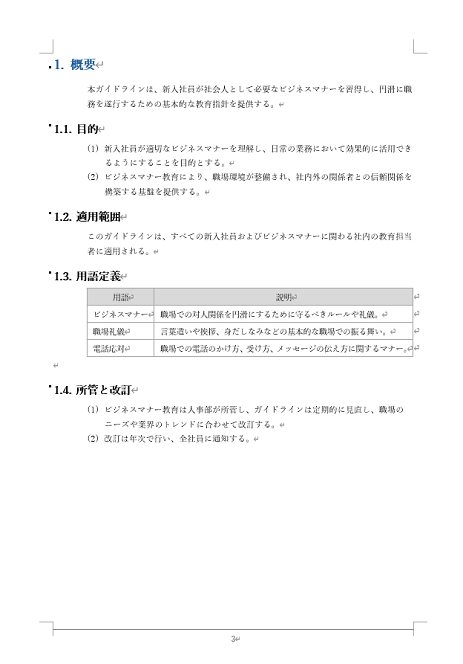 1. 概要
本ガイドラインは、新入社員が社会人として必要なビジネスマナーを習得し、円滑に職
務を遂行するための基本的な教育指針を提供する。
1.1. 目的
(1) 新入社員が適切なビジネスマナーを理解し、日常の業務において効果的に活用でき
るようにすることを目的とする。
(2) ビジネスマナー教育により、職場環境が整備され、社内外の関係者との信頼関係を
構築する基盤を提供する。
1.2. 適用範囲
このガイドラインは、すべての新入社員およびビジネスマナーに関わる社内の教育担当
者に適用される。
1.3. 用語定義
用語 説明
ビジネスマナー 職場での対人関係を円滑にするために守るべきルールや礼儀。
職場礼儀 言葉遣いや挨拶、身だしなみなどの基本的な職場での振る舞い。
電話応対 職場での電話のかけ方、受け方、メッセージの伝え方に関するマナー。
1.4. 所管と改訂
(1) ビジネスマナー教育は人事部が所管し、ガイドラインは定期的に見直し、職場の
ニーズや業界のトレンドに合わせて改訂する。
(2) 改訂は年次で行い、全社員に通知する。
3